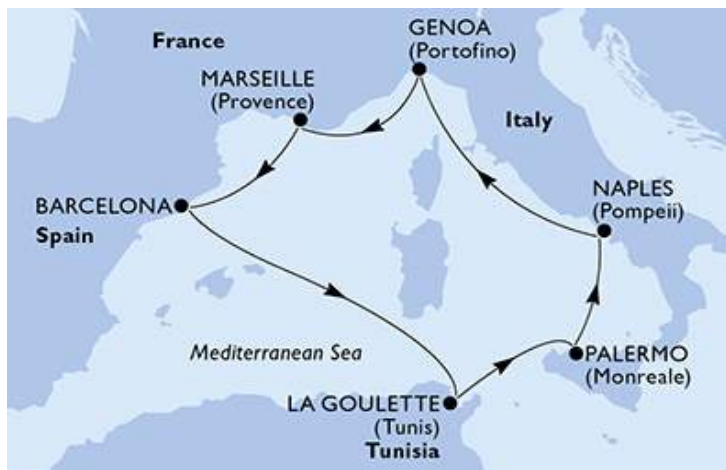 GENOA
(Portofino)
France
MARSEILLE
(Provence)
Italy
NAPLES
(Pompeii)
BARCELONA
Spain
Mediterranean Sea
PALERMO
(Monreale)
LA GOULETTE
(Tunis)
Tunisia